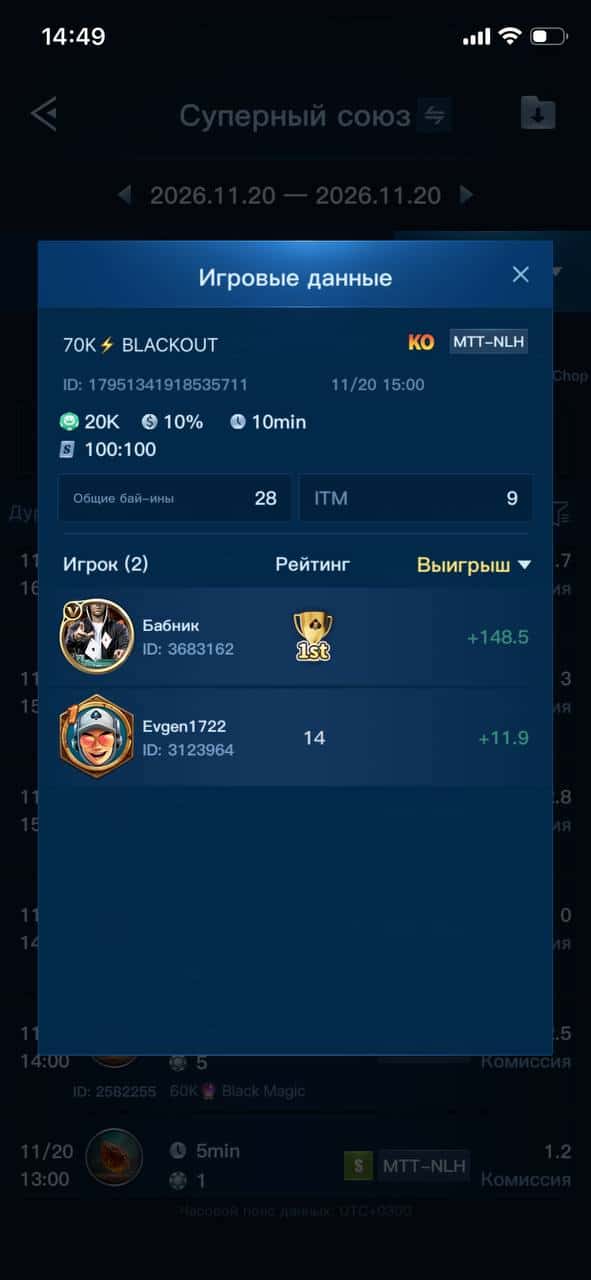 14:49
Суперный союз
2026.11.20 — 2026.11.20
Игровые данные
70K⚡ BLACKOUT KO MTT-NLH
ID: 17951341918535711 11/20 15:00
Chop
20K 10% 10min
100:100
Общие бай-ины 28 ITM 9
Игрок (2) Рейтинг Выигрыш
Бабник
ID: 3683162
1st
+148.5
Evgen1722
ID: 3123964
14
+11.9
14:00 5 Комиссия
ID: 2582255 60K Black Magic
11/20 5min 1.2
13:00 1 $ MTT-NLH Комиссия
Часовой пояс данных: UTC+0300